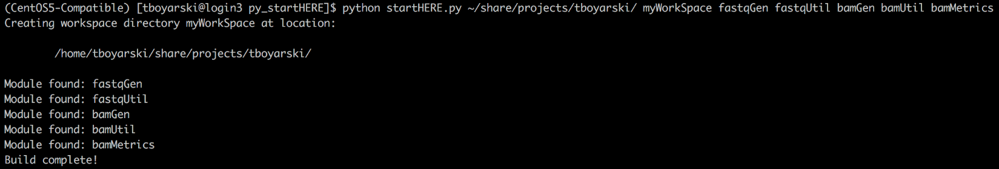 (CentOS5-Compatible) [tboyarski@login3 py_startHERE]$ python startHERE.py ~/share/projects/tboyarski/ myWorkSpace fastqGen fastqUtil bamGen bamUtil bamMetrics
Creating workspace directory myWorkSpace at location:
/home/tboyarski/share/projects/tboyarski/
Module found: fastqGen
Module found: fastqUtil
Module found: bamGen
Module found: bamUtil
Module found: bamMetrics
Build complete!